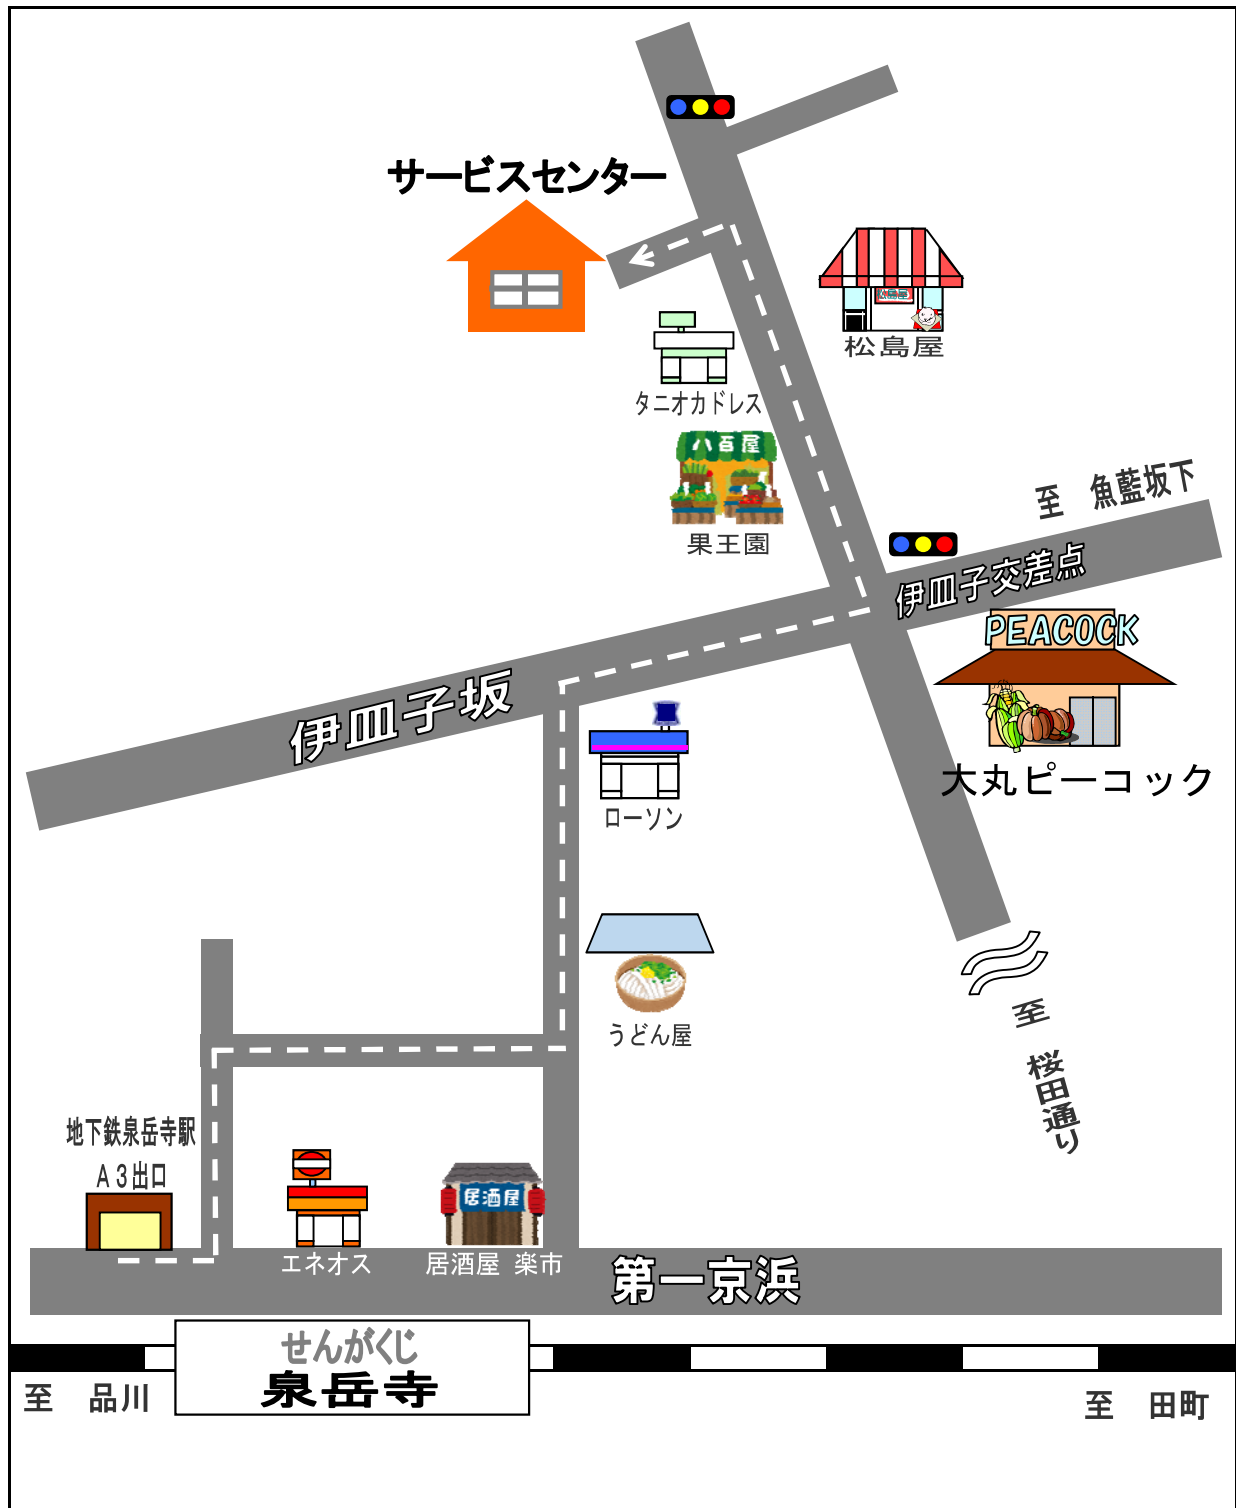 サービスセンター
松島屋
松島屋
タニオカドレス
八百屋
果王園
至 魚藍坂下
伊皿子交差点
PEACOCK
大丸ピーコック
伊皿子坂
ローソン
うどん屋
至 桜田通り
地下鉄泉岳寺駅
A3出口
エネオス
居酒屋
居酒屋 楽市
第一京浜
せんがくじ
泉岳寺
至 品川
至 田町